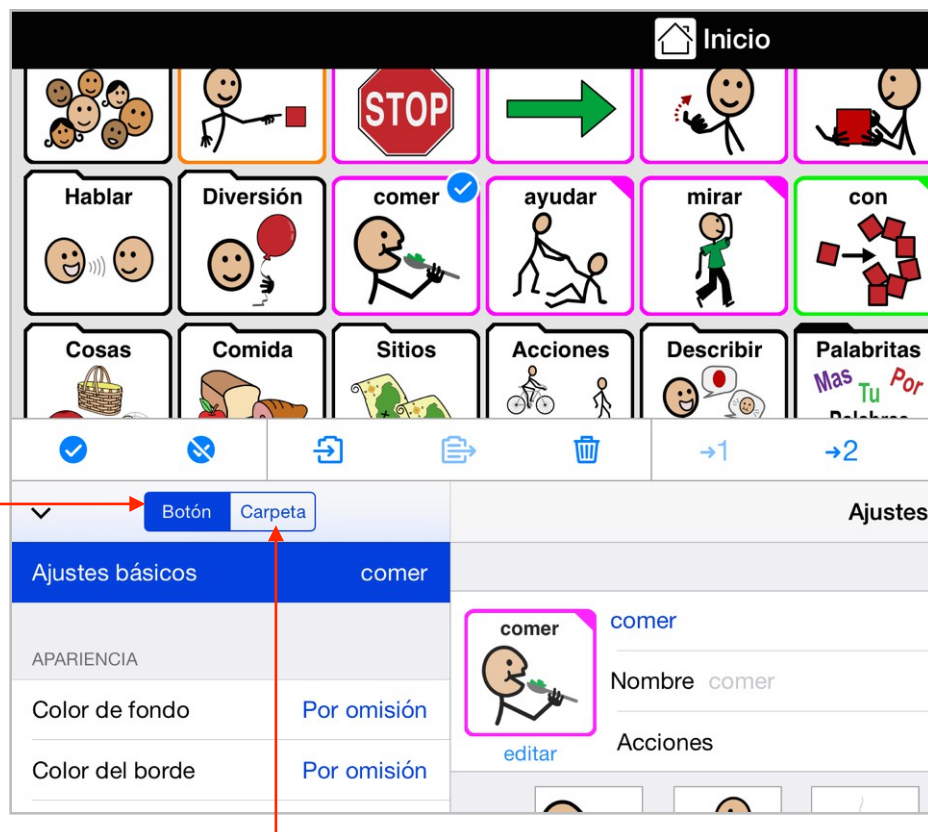 Inicio
STOP
Hablar Diversión comer ayudar mirar con
Cosas Comida Sitios Acciones Describir Palabritas
Mas Tu Por
→1 →2
Botón Carpeta Ajustes
Ajustes básicos comer
comer comer
APARIENCIA
Nombre comer
Color de fondo Por omisión
editar Acciones
Color del borde Por omisión